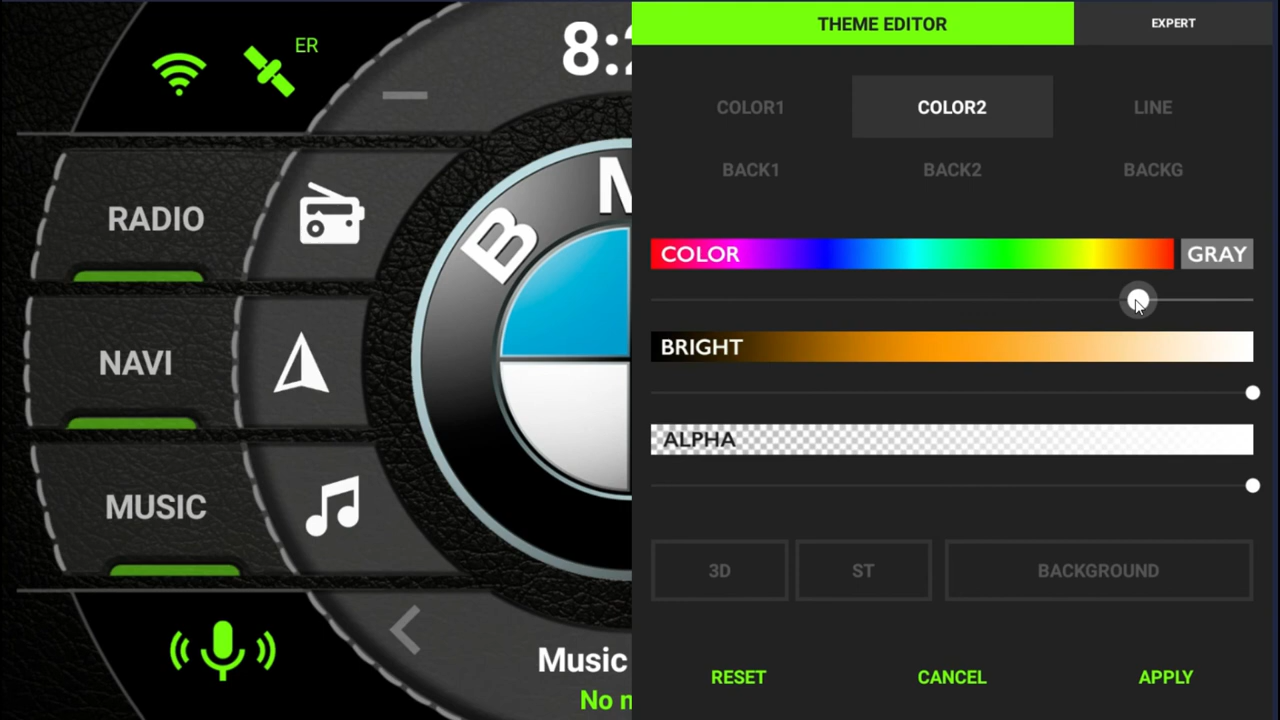 ER
8:2
RADIO
NAVI
MUSIC
B M
Music
No
THEME EDITOR
EXPERT
COLOR1
COLOR2
LINE
BACK1
BACK2
BACKG
COLOR
GRAY
BRIGHT
ALPHA
3D
ST
BACKGROUND
RESET
CANCEL
APPLY